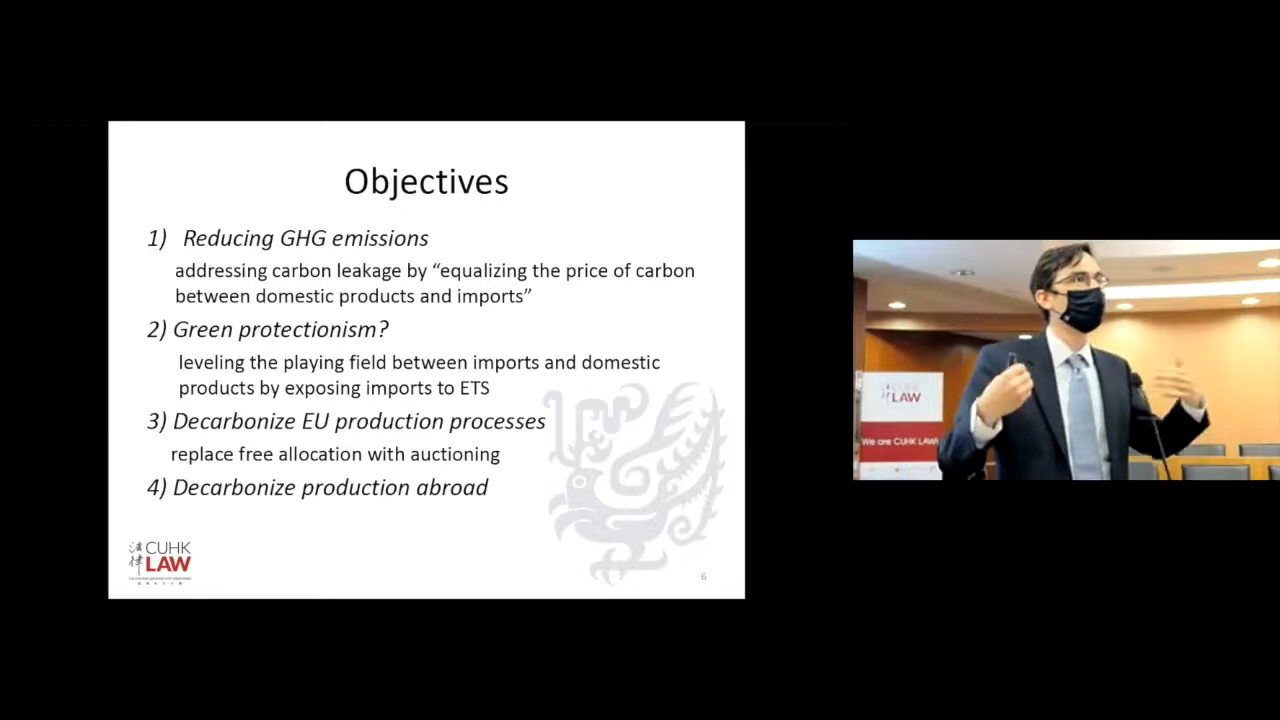 Objectives
1) Reducing GHG emissions
addressing carbon leakage by “equalizing the price of carbon
between domestic products and imports”
2) Green protectionism?
leveling the playing field between imports and domestic
products by exposing imports to ETS
3) Decarbonize EU production processes
replace free allocation with auctioning
4) Decarbonize production abroad
法律
CUHK
LAW
6
LAW
We are CUHK LAW